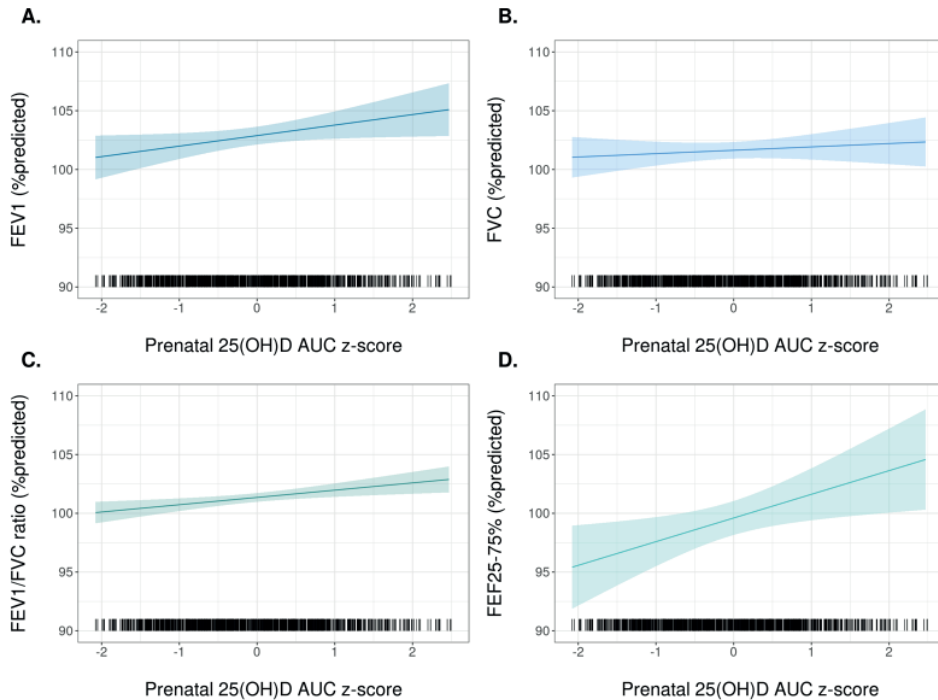 A.
FEV1 (%predicted)
110
105
100
95
90
-2 -1 0 1 2
Prenatal 25(OH)D AUC z-score
B.
FVC (%predicted)
110
105
100
95
90
-2 -1 0 1 2
Prenatal 25(OH)D AUC z-score
C.
FEV1/FVC ratio (%predicted)
110
105
100
95
90
-2 -1 0 1 2
Prenatal 25(OH)D AUC z-score
D.
FEF25-75% (%predicted)
110
105
100
95
90
-2 -1 0 1 2
Prenatal 25(OH)D AUC z-score